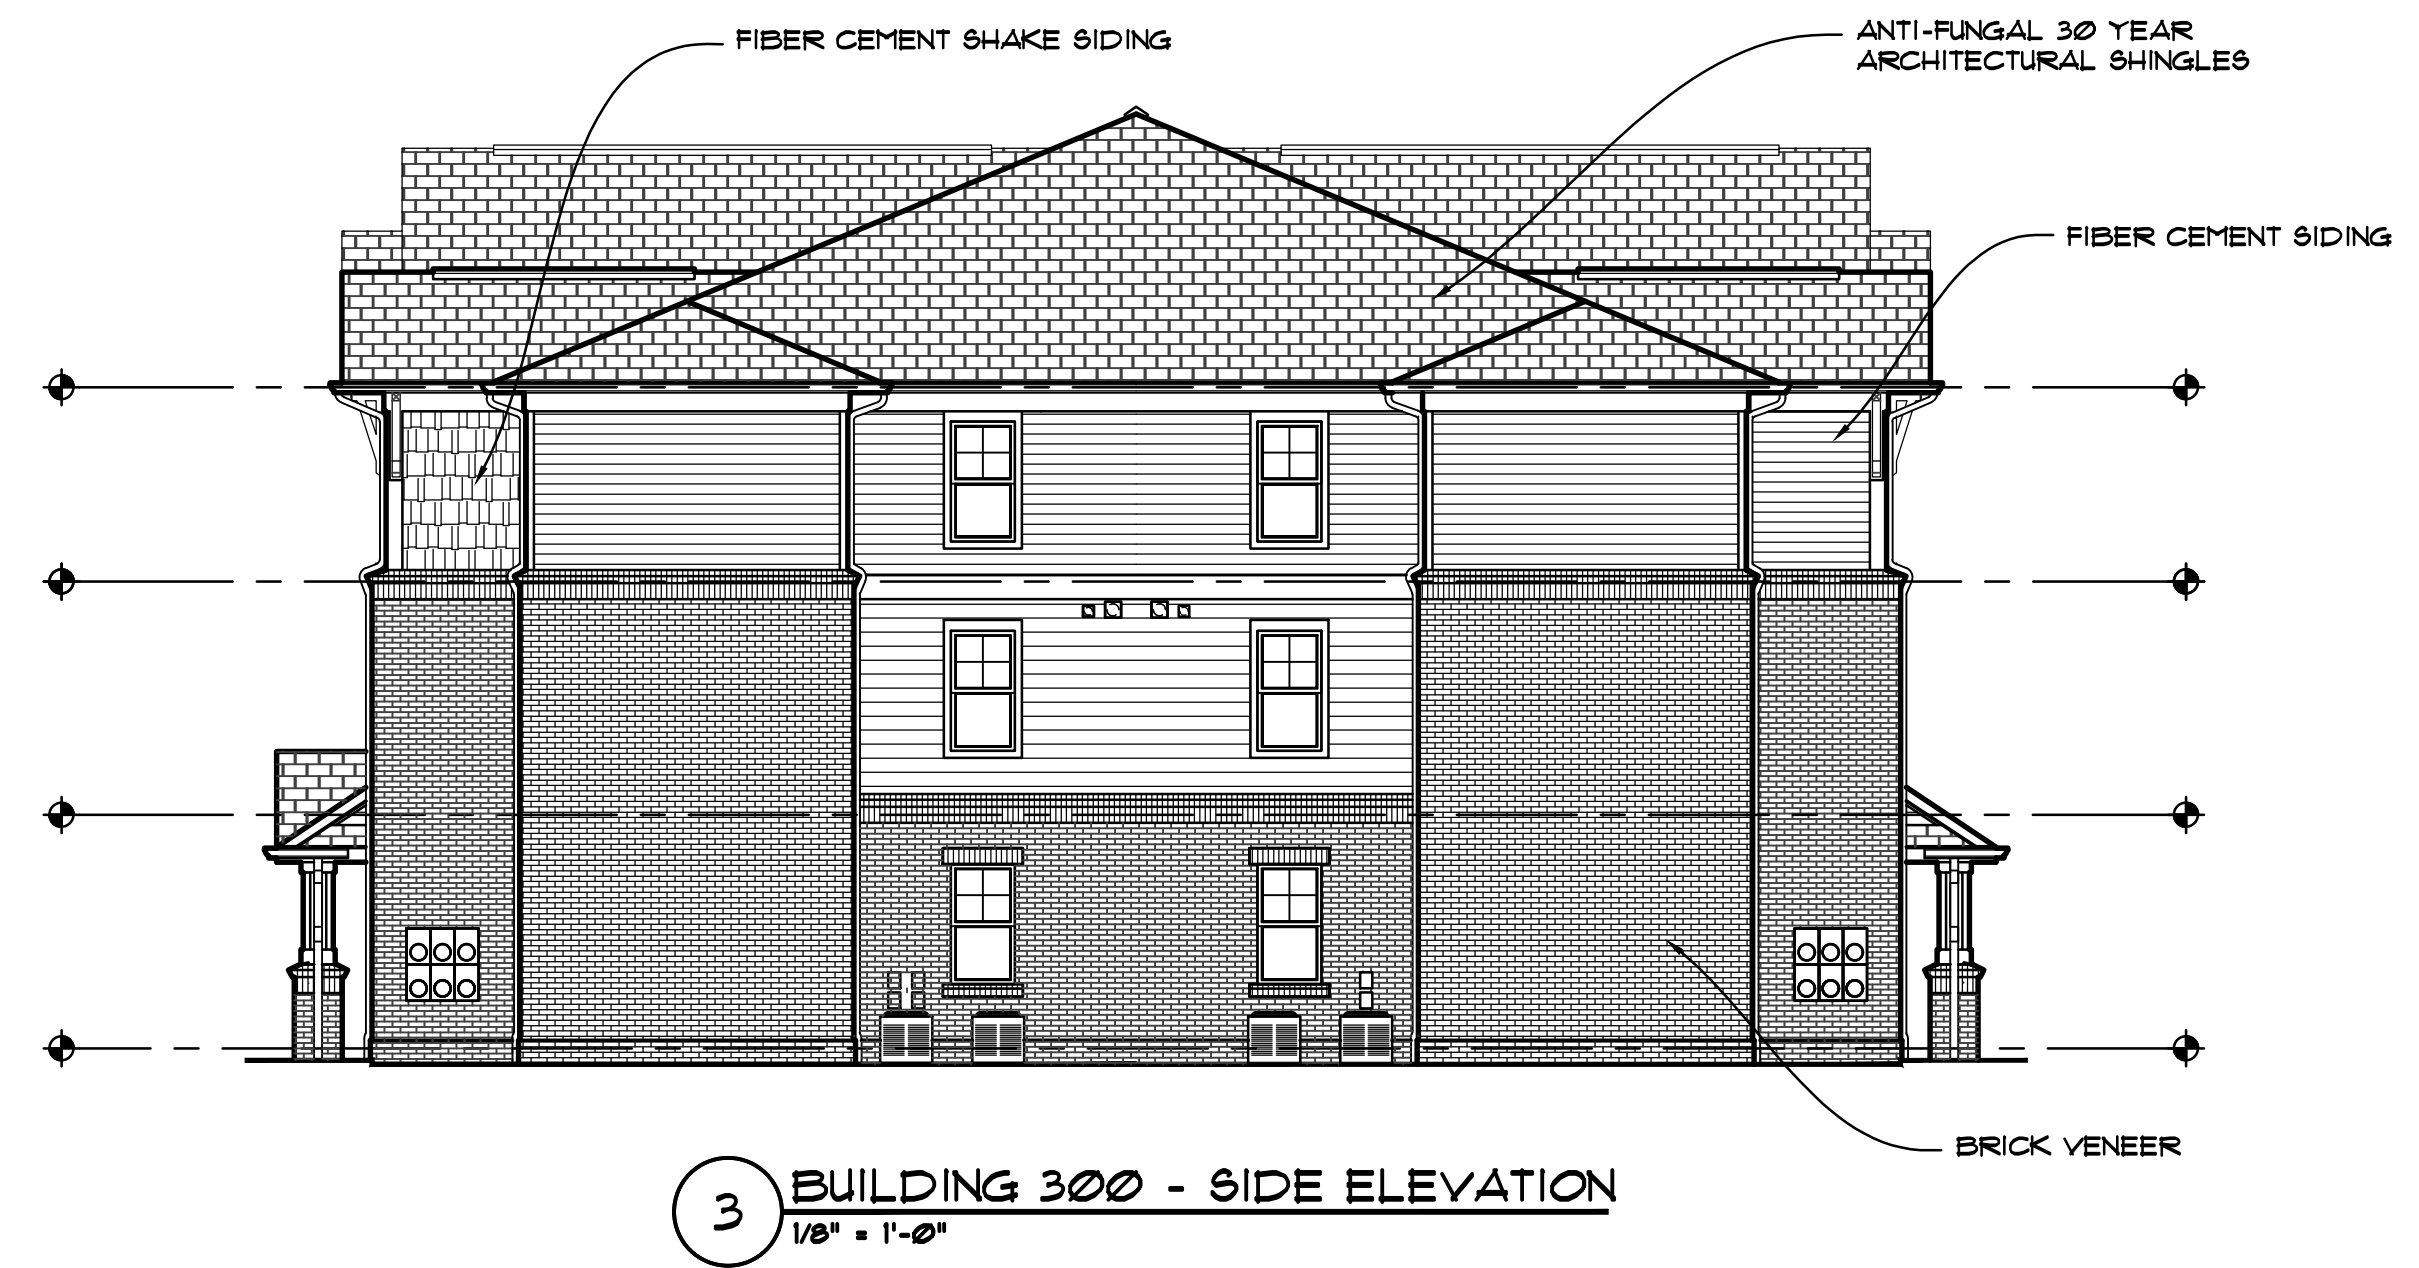 FIBER CEMENT SHAKE SIDING
ANTI-FUNGAL 30 YEAR
ARCHITECTURAL SHINGLES
FIBER CEMENT SIDING
BRICK VENEER
3
BUILDING 300 - SIDE ELEVATION
1/8" = 1'-0"